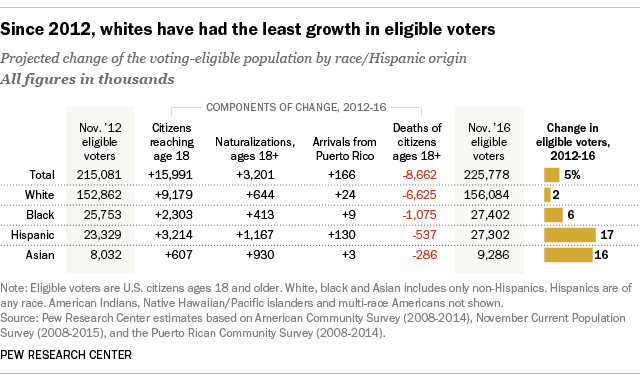 Since 2012, whites have had the least growth in eligible voters
Projected change of the voting-eligible population by race/Hispanic origin
All figures in thousands
COMPONENTS OF CHANGE, 2012-16
Nov. '12 eligible voters Citizens reaching age 18 Naturalizations, ages 18+ Arrivals from Puerto Rico Deaths of citizens ages 18+ Nov. '16 eligible voters Change in eligible voters, 2012-16
Total 215,081 +15,991 +3,201 +166 -8,662 225,778 5%
White 152,862 +9,179 +644 +24 -6,625 156,084 2
Black 25,753 +2,303 +413 +9 -1,075 27,402 6
Hispanic 23,329 +3,214 +1,167 +130 -537 27,302 17
Asian 8,032 +607 +930 +3 -286 9,286 16
Note: Eligible voters are U.S. citizens ages 18 and older. White, black and Asian includes only non-Hispanics. Hispanics are of
any race. American Indians, Native Hawaiian/Pacific islanders and multi-race Americans not shown.
Source: Pew Research Center estimates based on American Community Survey (2008-2014), November Current Population
Survey (2008-2015), and the Puerto Rican Community Survey (2008-2014).
PEW RESEARCH CENTER